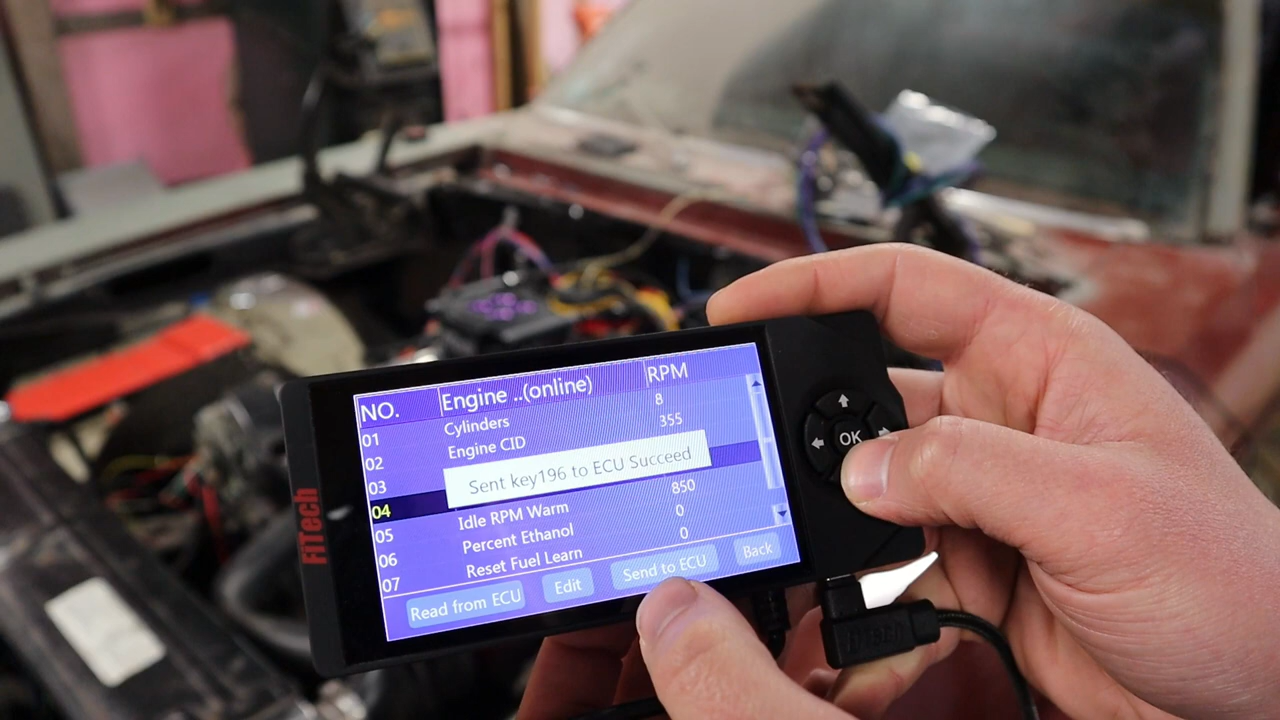 NO. Engine ..(online) RPM
01 Cylinders 8
02 Engine CID 355
03
Sent key196 to ECU Succeed
04
05 Idle RPM Warm 850
06 Percent Ethanol 0
07 Reset Fuel Learn 0
Read from ECU Edit Send to ECU Back
FiTech
OK
FiTech